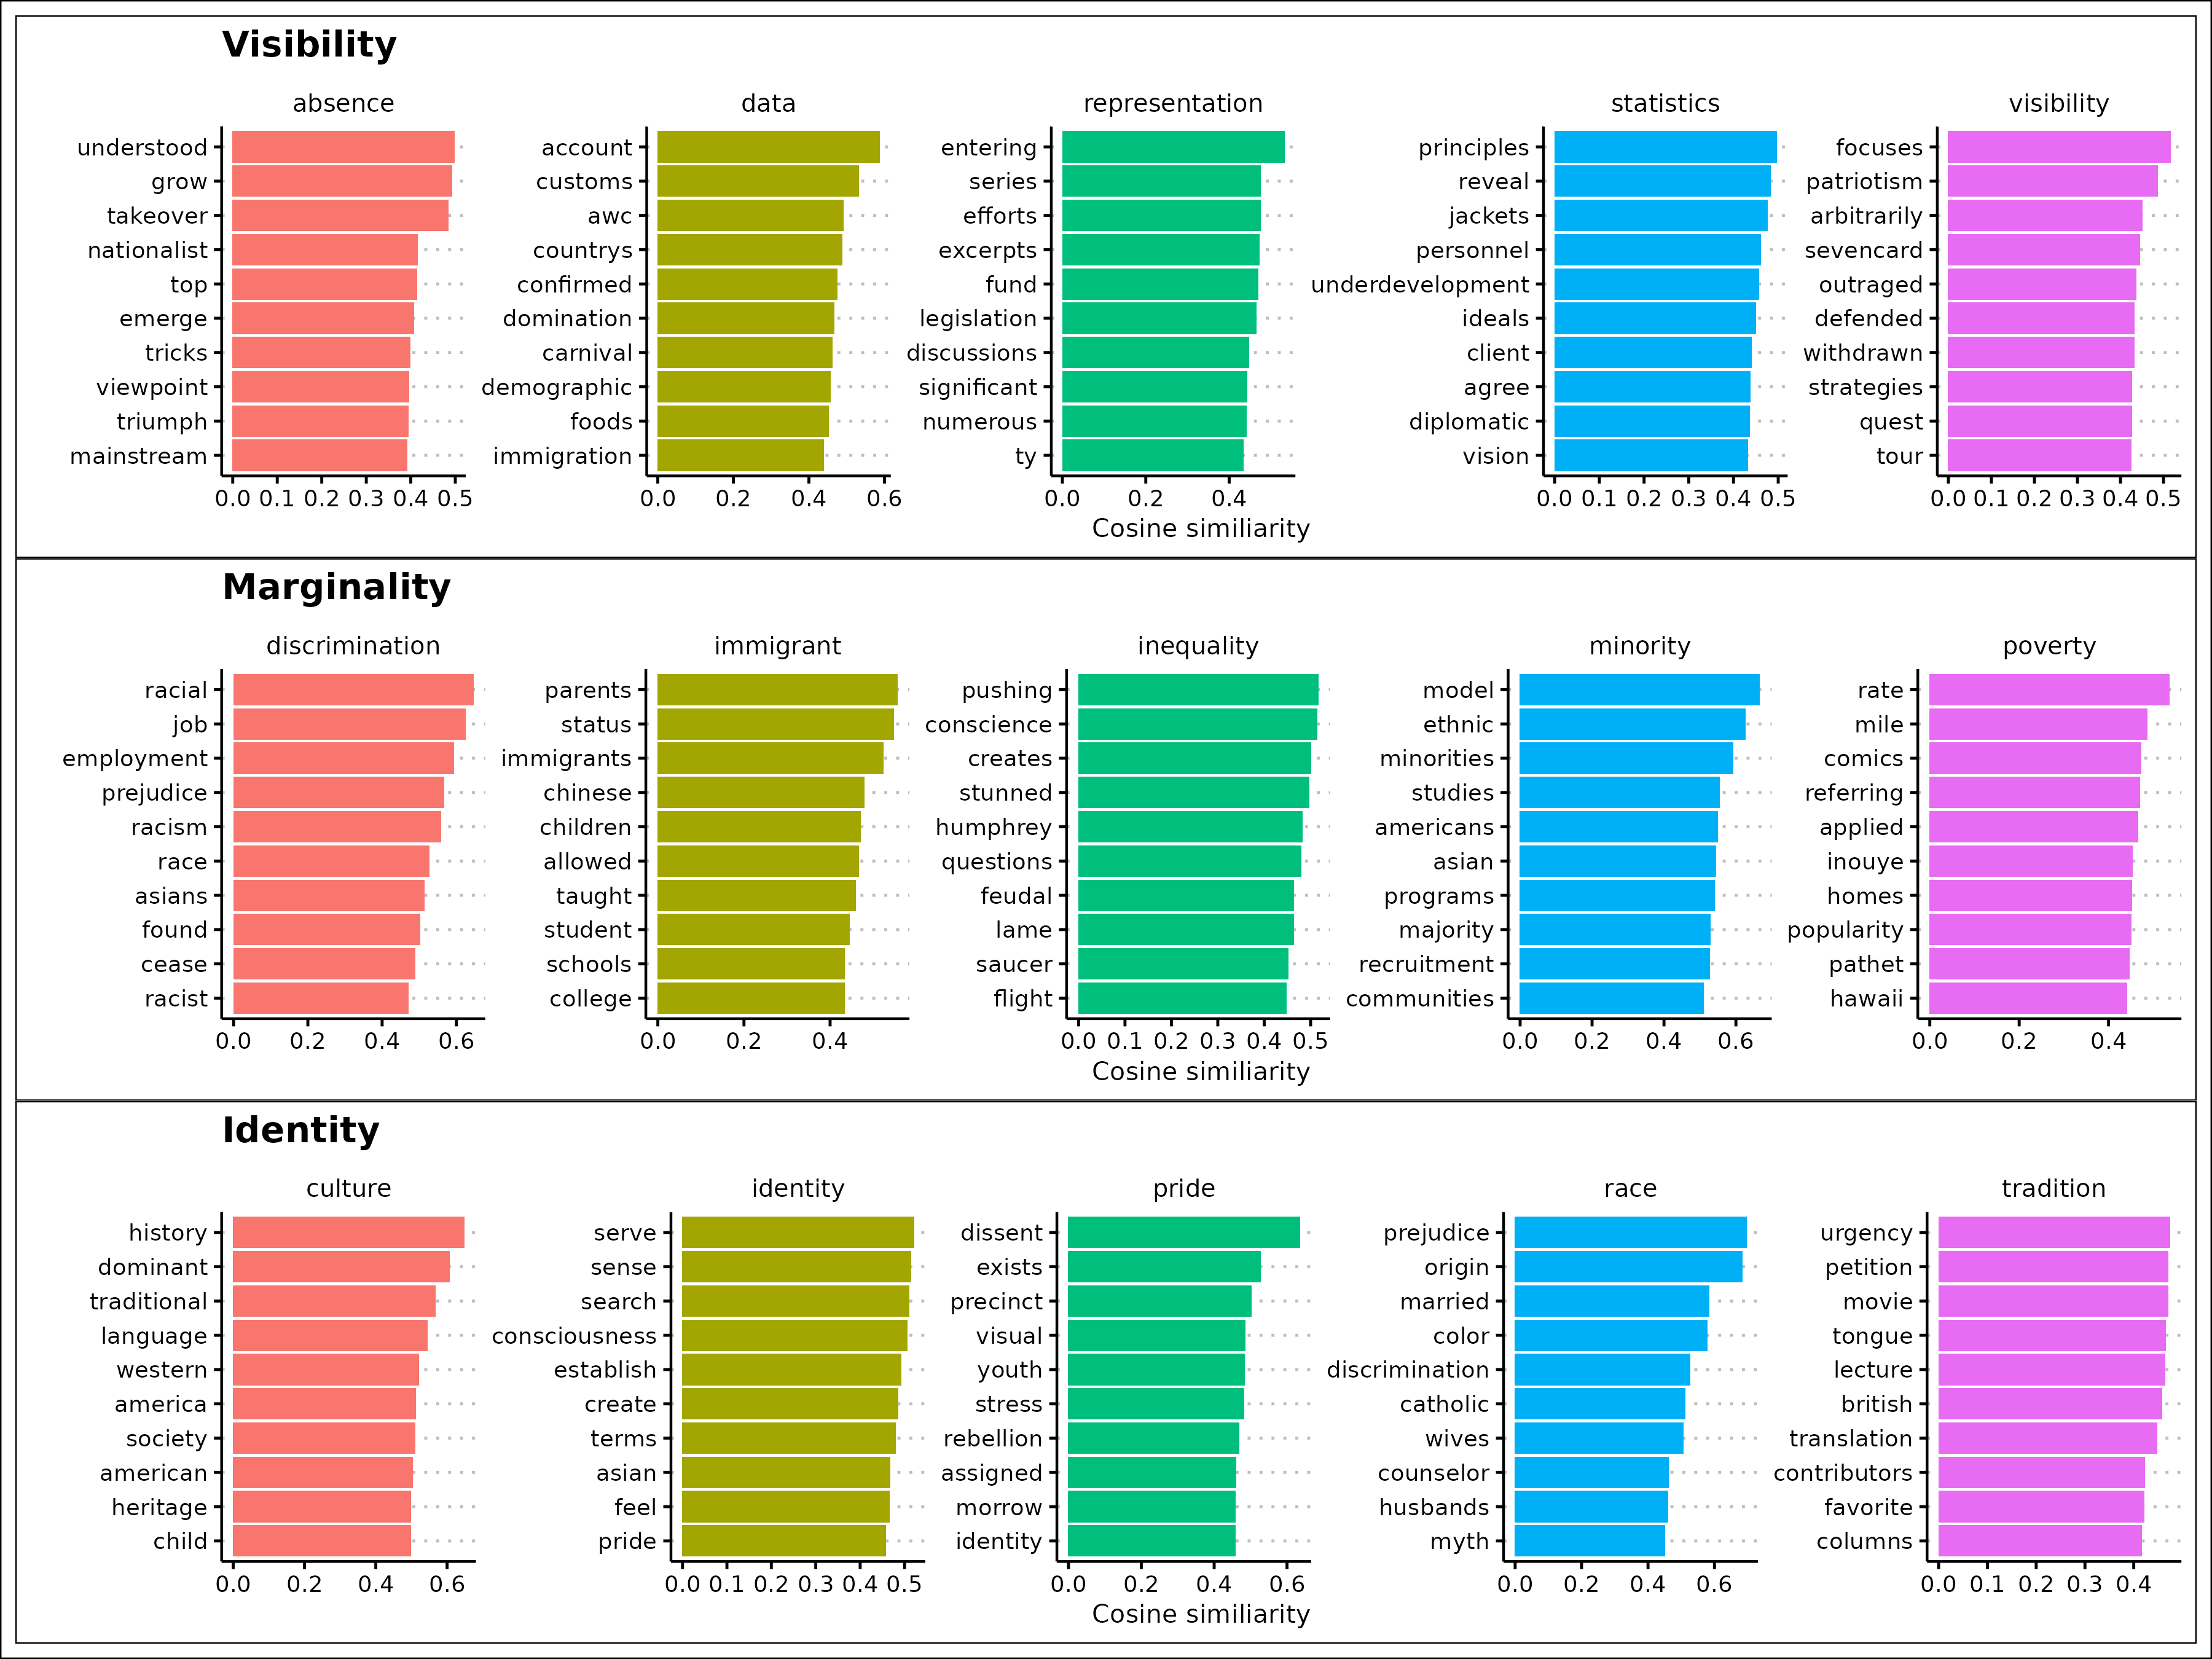 Visibility
absence data representation statistics visibility
understood account entering principles focuses
grow customs series reveal patriotism
takeover awc efforts jackets arbitrarily
nationalist countrys excerpts personnel sevencard
top confirmed fund underdevelopment outraged
emerge domination legislation ideals defended
tricks carnival discussions client withdrawn
viewpoint demographic significant agree strategies
triumph foods numerous diplomatic quest
mainstream immigration ty vision tour
0.0 0.1 0.2 0.3 0.4 0.5 0.0 0.2 0.4 0.6 0.0 0.2 0.4 0.0 0.1 0.2 0.3 0.4 0.5 0.0 0.1 0.2 0.3 0.4 0.5
Cosine similiarity
Marginality
discrimination immigrant inequality minority poverty
racial parents pushing model rate
job status conscience ethnic mile
employment immigrants creates minorities comics
prejudice chinese stunned studies referring
racism children humphrey americans applied
race allowed questions asian inouye
asians taught feudal programs homes
found student lame majority popularity
cease schools saucer recruitment pathet
racist college flight communities hawaii
0.0 0.2 0.4 0.6 0.0 0.2 0.4 0.0 0.1 0.2 0.3 0.4 0.5 0.0 0.2 0.4 0.6 0.0 0.2 0.4
Cosine similiarity
Identity
culture identity pride race tradition
history serve dissent prejudice urgency
dominant sense exists origin petition
traditional search precinct married movie
language consciousness visual color tongue
western establish youth discrimination lecture
america create stress catholic british
society terms rebellion wives translation
american asian assigned counselor contributors
heritage feel morrow husbands favorite
child pride identity myth columns
0.0 0.2 0.4 0.6 0.0 0.1 0.2 0.3 0.4 0.5 0.0 0.2 0.4 0.6 0.0 0.2 0.4 0.6 0.0 0.1 0.2 0.3 0.4
Cosine similiarity